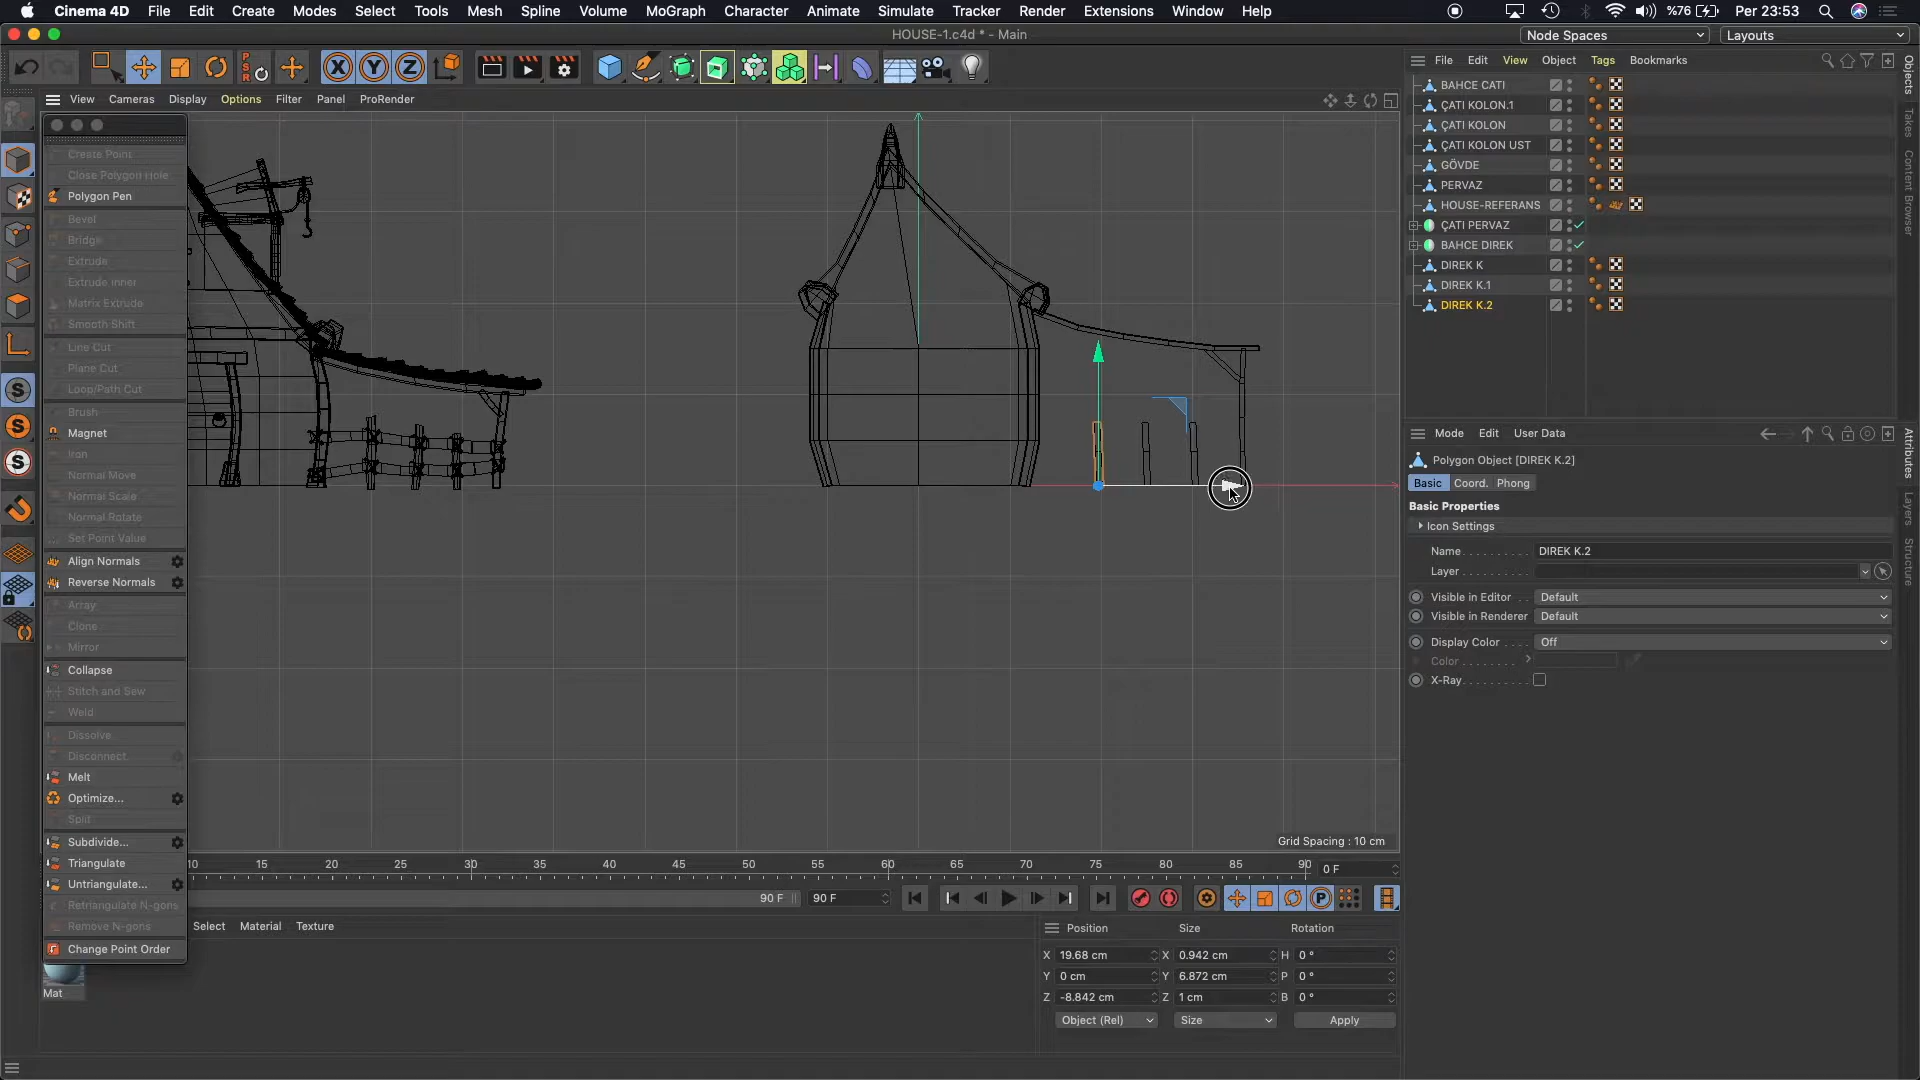 Cinema 4D File Edit Create Modes Select Tools Mesh Spline Volume MoGraph Character Animate Simulate Tracker Render Extensions Window Help %76 Per 23:53
HOUSE-1.c4d * - Main
Node Spaces Layouts
PSR X Y Z
View Cameras Display Options Filter Panel ProRender
Create Point
Close Polygon Hole
Polygon Pen
Bevel
Bridge
Extrude
Extrude Inner
Matrix Extrude
Smooth Shift
Line Cut
Plane Cut
Loop/Path Cut
Brush
Magnet
Iron
Normal Move
Normal Scale
Normal Rotate
Set Point Value
Align Normals
Reverse Normals
Array
Clone
Mirror
Collapse
Stitch and Sew
Weld
Dissolve
Disconnect
Melt
Optimize...
Split
Subdivide...
Triangulate
Untriangulate...
Retriangulate N-gons
Remove N-gons
Change Point Order
Grid Spacing : 10 cm
10 15 20 25 30 35 40 45 50 55 60 65 70 75 80 85 90 0 F
90 F 90 F
Select Material Texture
Mat
Position Size Rotation
X 19.68 cm X 0.942 cm H 0 °
Y 0 cm Y 6.872 cm P 0 °
Z -8.842 cm Z 1 cm B 0 °
Object (Rel) Size Apply
File Edit View Object Tags Bookmarks
BAHCE CATI
ÇATI KOLON.1
ÇATI KOLON
ÇATI KOLON UST
GÖVDE
PERVAZ
HOUSE-REFERANS
ÇATI PERVAZ
BAHCE DIREK
DIREK K
DIREK K.1
DIREK K.2
Mode Edit User Data
Polygon Object [DIREK K.2]
Basic Coord. Phong
Basic Properties
Icon Settings
Name DIREK K.2
Layer
Visible in Editor Default
Visible in Renderer Default
Display Color Off
Color
X-Ray
Objects
Takes
Content Browser
Attributes
Layers
Structure